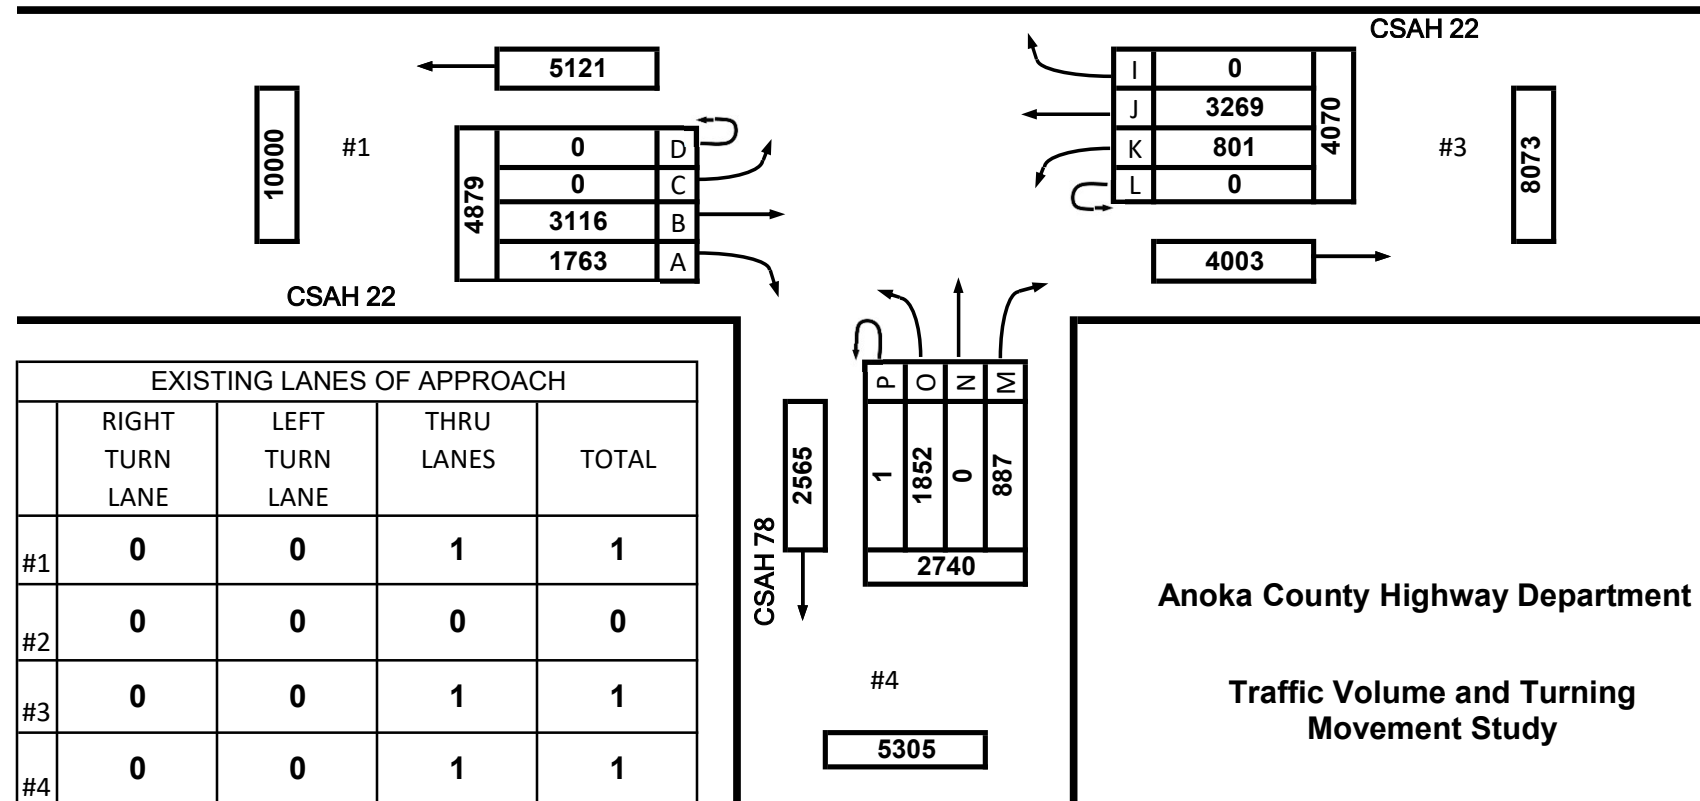 CSAH 22
5121
10000
#1
4879
0 D
0 C
3116 B
1763 A
CSAH 22
I 0
J 3269
K 801
L 0
4070
#3
8073
4003
EXISTING LANES OF APPROACH
RIGHT TURN LANE
LEFT TURN LANE
THRU LANES
TOTAL
#1 0 0 1 1
#2 0 0 0 0
#3 0 0 1 1
#4 0 0 1 1
P O N M
1 1852 0 887
2740
2565
CSAH 78
#4
5305
Anoka County Highway Department
Traffic Volume and Turning
Movement Study